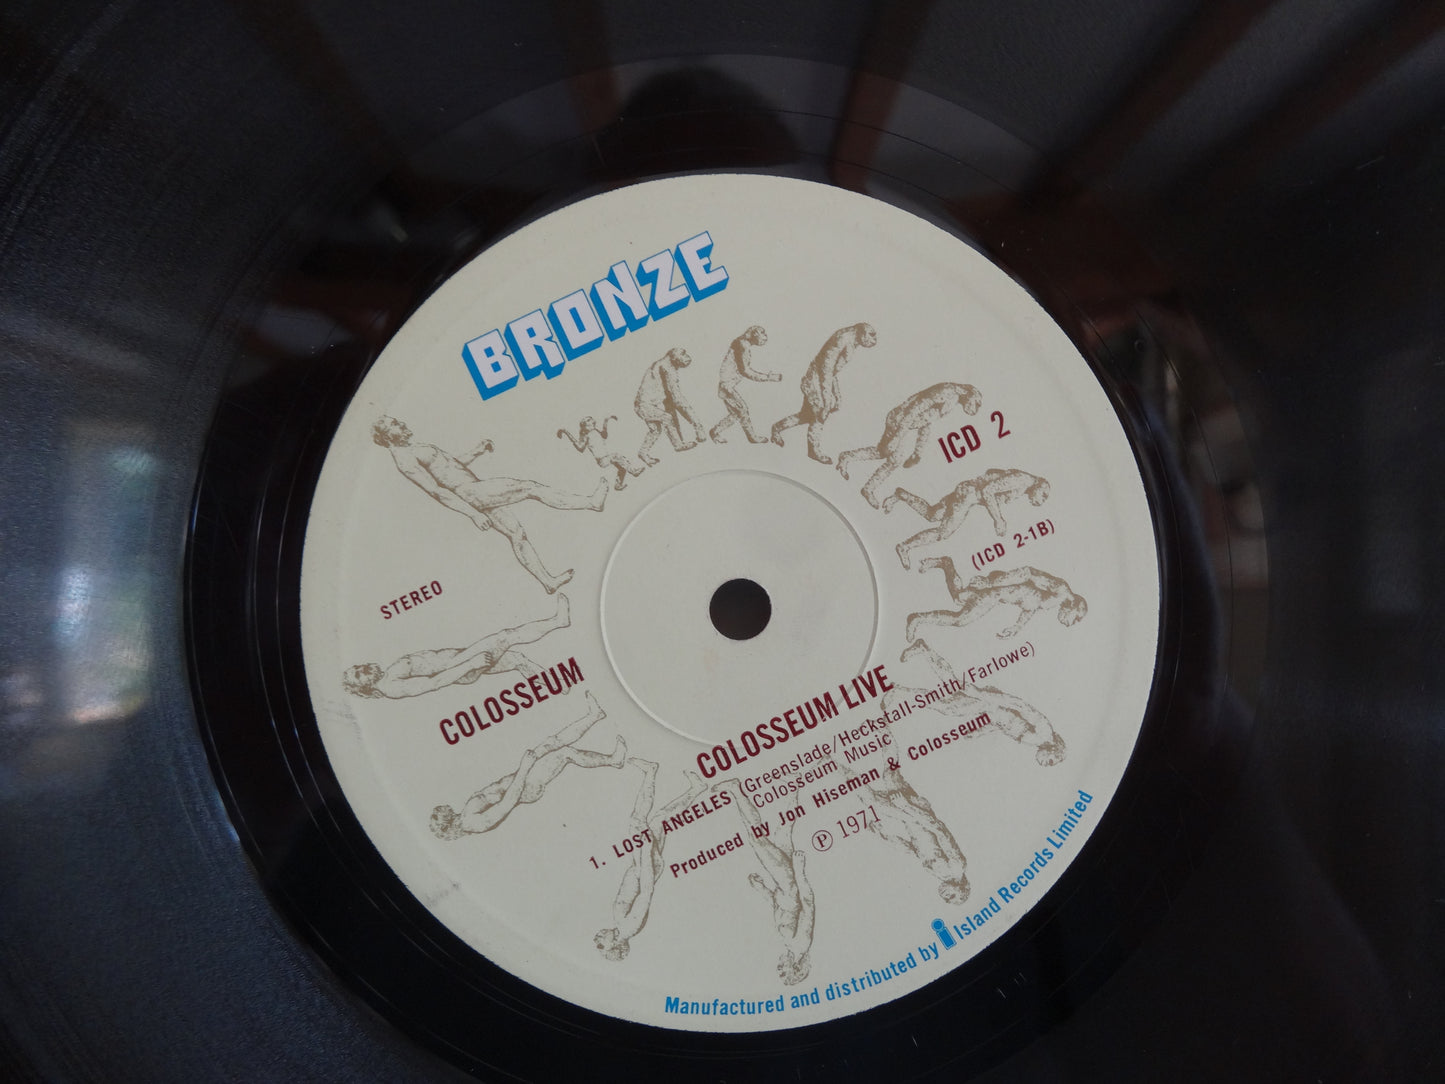 BRONZE
ICD 2
(ICD 2-1B)
STEREO
COLOSSEUM
COLOSSEUM LIVE
1. LOST ANGELES (Greenslade/Heckstall-Smith/Farlowe)
Colosseum Music
Produced by Jon Hiseman & Colosseum
℗ 1971
Manufactured and distributed by i Island Records Limited